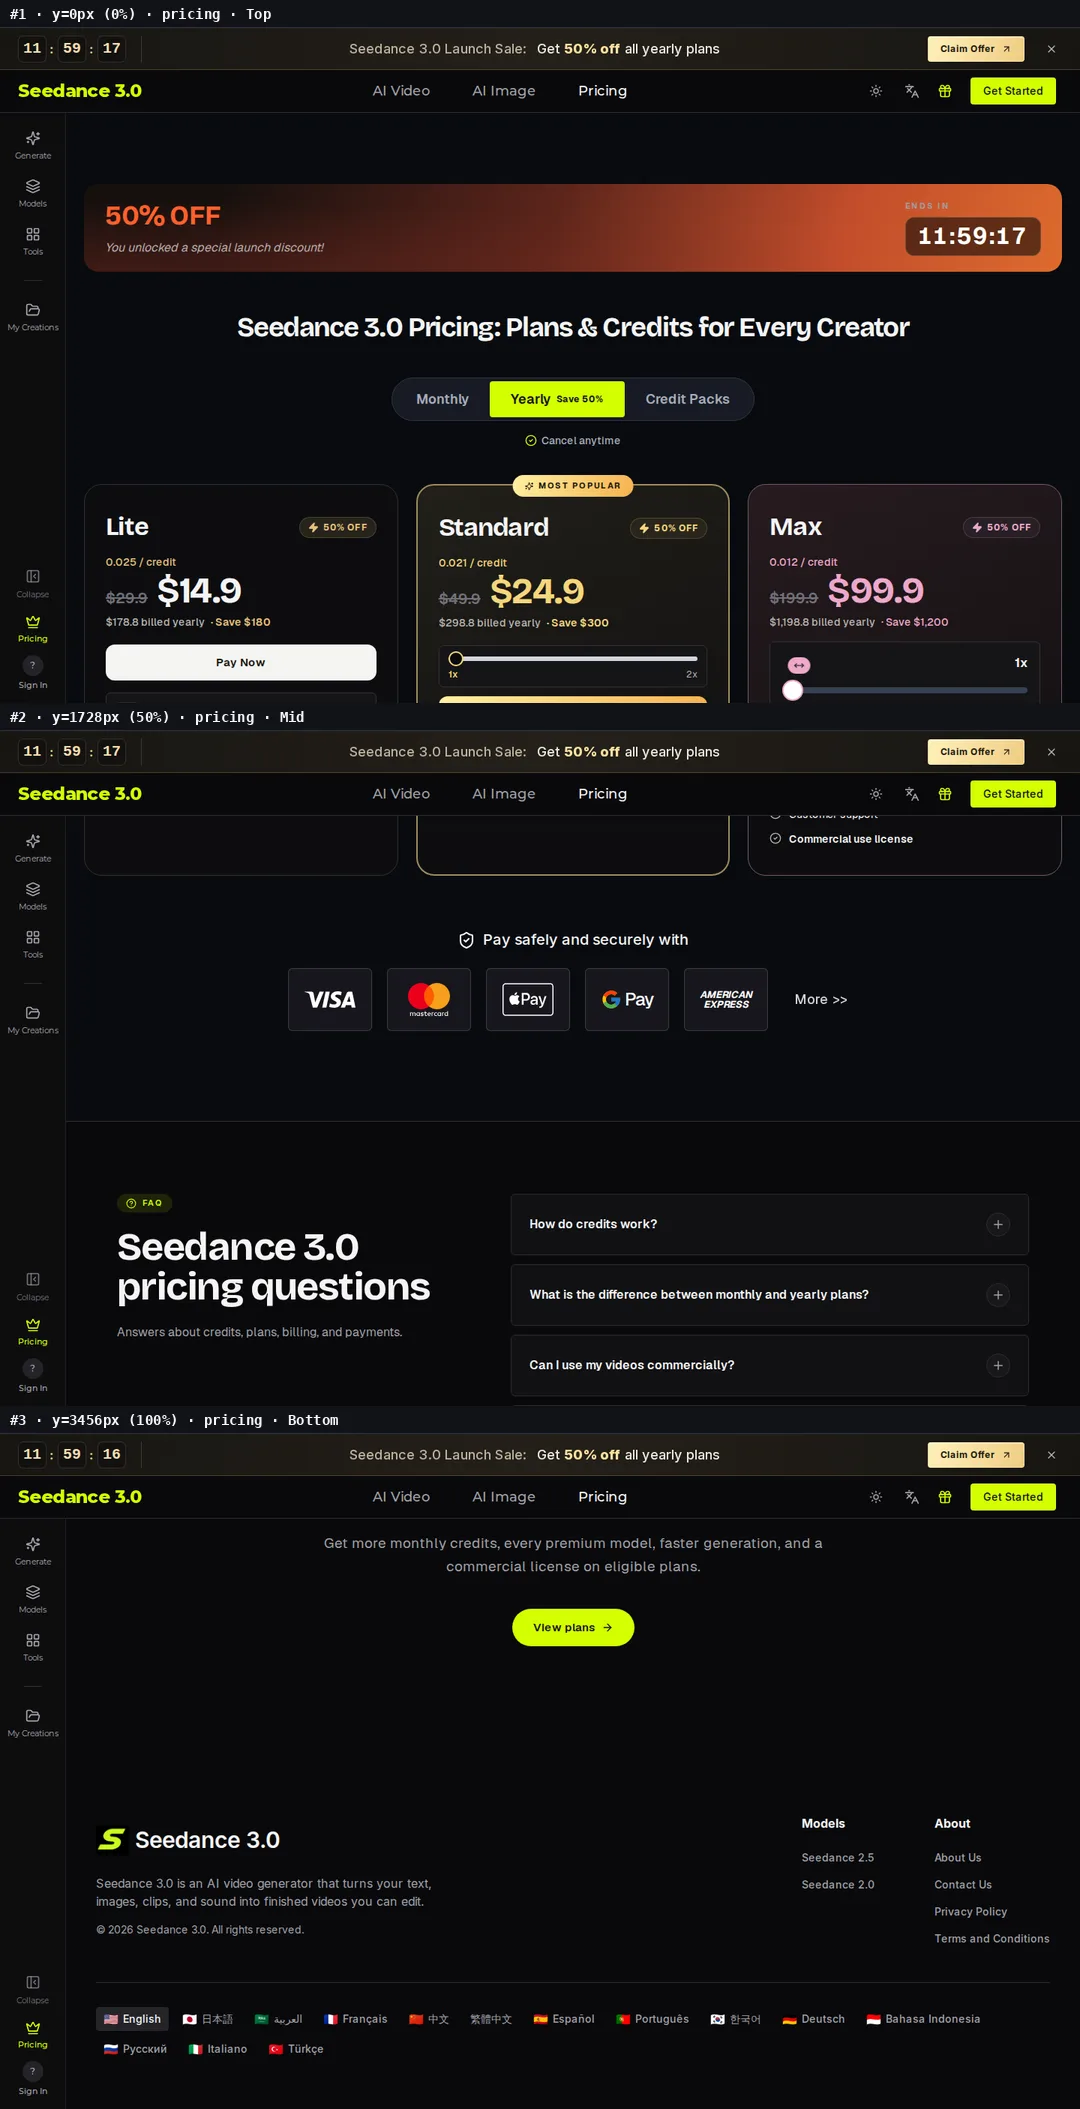 #1 · y=0px (0%) · pricing · Top
11 : 59 : 17
Seedance 3.0 Launch Sale: Get 50% off all yearly plans
Claim Offer
Seedance 3.0
AI Video
AI Image
Pricing
Get Started
Generate
Models
Tools
My Creations
Collapse
Pricing
?
Sign In
50% OFF
You unlocked a special launch discount!
ENDS IN
11:59:17
Seedance 3.0 Pricing: Plans & Credits for Every Creator
Monthly
Yearly Save 50%
Credit Packs
Cancel anytime
Lite
50% OFF
0.025 / credit
$29.9 $14.9
$178.8 billed yearly · Save $180
Pay Now
MOST POPULAR
Standard
50% OFF
0.021 / credit
$49.9 $24.9
$298.8 billed yearly · Save $300
1x
2x
Max
50% OFF
0.012 / credit
$199.9 $99.9
$1,198.8 billed yearly · Save $1,200
1x
#2 · y=1728px (50%) · pricing · Mid
11 : 59 : 17
Seedance 3.0 Launch Sale: Get 50% off all yearly plans
Claim Offer
Seedance 3.0
AI Video
AI Image
Pricing
Get Started
Generate
Models
Tools
My Creations
Collapse
Pricing
?
Sign In
Customer support
Commercial use license
Pay safely and securely with
VISA
mastercard
Pay
G Pay
AMERICAN
EXPRESS
More >>
FAQ
Seedance 3.0
pricing questions
Answers about credits, plans, billing, and payments.
How do credits work?
What is the difference between monthly and yearly plans?
Can I use my videos commercially?
#3 · y=3456px (100%) · pricing · Bottom
11 : 59 : 16
Seedance 3.0 Launch Sale: Get 50% off all yearly plans
Claim Offer
Seedance 3.0
AI Video
AI Image
Pricing
Get Started
Generate
Models
Tools
My Creations
Collapse
Pricing
?
Sign In
Get more monthly credits, every premium model, faster generation, and a
commercial license on eligible plans.
View plans
Seedance 3.0
Seedance 3.0 is an AI video generator that turns your text,
images, clips, and sound into finished videos you can edit.
© 2026 Seedance 3.0. All rights reserved.
Models
Seedance 2.5
Seedance 2.0
About
About Us
Contact Us
Privacy Policy
Terms and Conditions
English
日本語
العربية
Français
中文
繁體中文
Español
Português
한국어
Deutsch
Bahasa Indonesia
Русский
Italiano
Türkçe